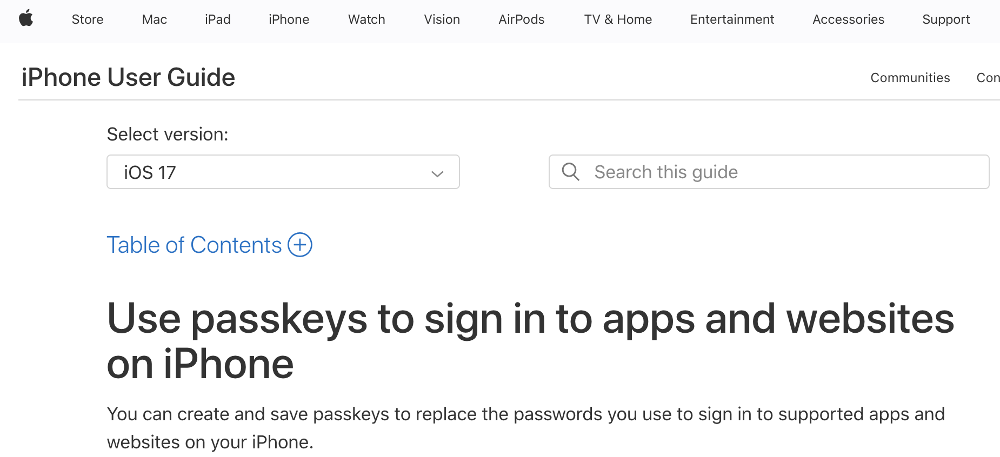 Store Mac iPad iPhone Watch Vision AirPods TV & Home Entertainment Accessories Support
iPhone User Guide
Communities Con
Select version:
iOS 17
Search this guide
Table of Contents
Use passkeys to sign in to apps and websites
on iPhone
You can create and save passkeys to replace the passwords you use to sign in to supported apps and
websites on your iPhone.